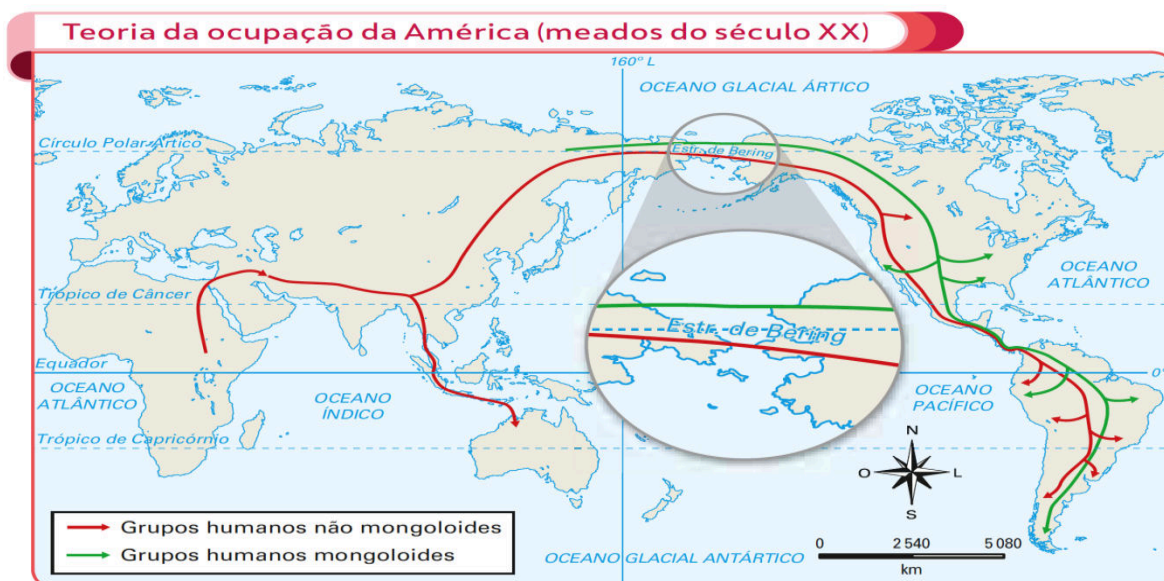 Teoria da ocupação da América (meados do século XX)
160° L
OCEANO GLACIAL ÁRTICO
Círculo Polar Ártico
Estr. de Bering
OCEANO
ATLÂNTICO
Trópico de Câncer
Estr. de Bering
Equador
OCEANO
ATLÂNTICO
OCEANO
ÍNDICO
OCEANO
PACÍFICO
0°
Trópico de Capricórnio
N
O L
S
Grupos humanos não mongoloides
Grupos humanos mongoloides
OCEANO GLACIAL ANTÁRTICO
0 2 540 5 080
km